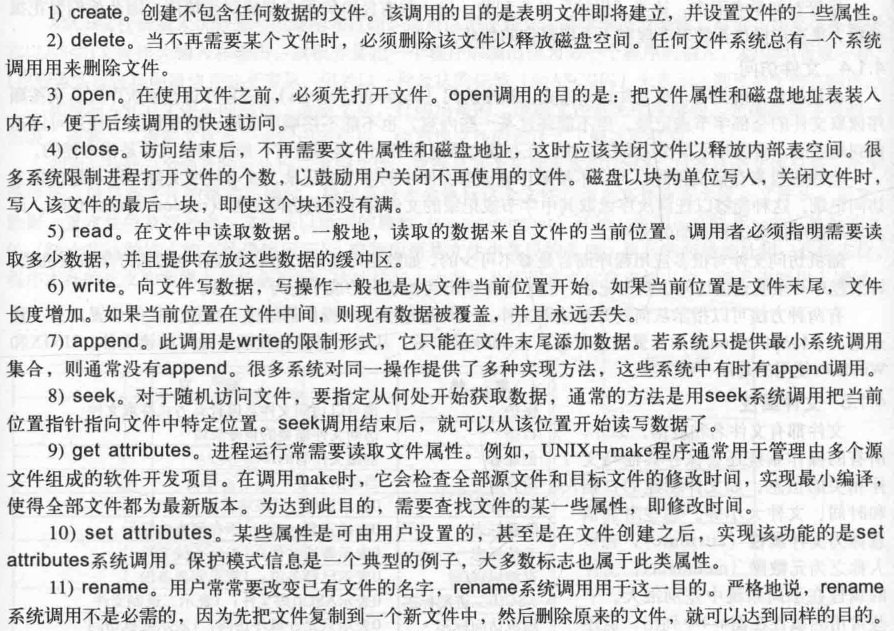 1) create。创建不包含任何数据的文件。该调用的目的是表明文件即将建立，并设置文件的一些属性。
2) delete。当不再需要某个文件时，必须删除该文件以释放磁盘空间。任何文件系统总有一个系统
调用用来删除文件。
3) open。在使用文件之前，必须先打开文件。open调用的目的是：把文件属性和磁盘地址表装入
内存，便于后续调用的快速访问。
4) close。访问结束后，不再需要文件属性和磁盘地址，这时应该关闭文件以释放内部表空间。很
多系统限制进程打开文件的个数，以鼓励用户关闭不再使用的文件。磁盘以块为单位写入，关闭文件时，
写入该文件的最后一块，即使这个块还没有满。
5) read。在文件中读取数据。一般地，读取的数据来自文件的当前位置。调用者必须指明需要读
取多少数据，并且提供存放这些数据的缓冲区。
6) write。向文件写数据，写操作一般也是从文件当前位置开始。如果当前位置是文件末尾，文件
长度增加。如果当前位置在文件中间，则现有数据被覆盖，并且永远丢失。
7) append。此调用是write的限制形式，它只能在文件末尾添加数据。若系统只提供最小系统调用
集合，则通常没有append。很多系统对同一操作提供了多种实现方法，这些系统中有时有append调用。
8) seek。对于随机访问文件，要指定从何处开始获取数据，通常的方法是用seek系统调用把当前
位置指针指向文件中特定位置。seek调用结束后，就可以从该位置开始读写数据了。
9) get attributes。进程运行常需要读取文件属性。例如，UNIX中make程序通常用于管理由多个源
文件组成的软件开发项目。在调用make时，它会检查全部源文件和目标文件的修改时间，实现最小编译，
使得全部文件都为最新版本。为达到此目的，需要查找文件的某一些属性，即修改时间。
10) set attributes。某些属性是可由用户设置的，甚至是在文件创建之后，实现该功能的是set
attributes系统调用。保护模式信息是一个典型的例子，大多数标志也属于此类属性。
11) rename。用户常常要改变已有文件的名字，rename系统调用用于这一目的。严格地说，rename
系统调用不是必需的，因为先把文件复制到一个新文件中，然后删除原来的文件，就可以达到同样的目的。